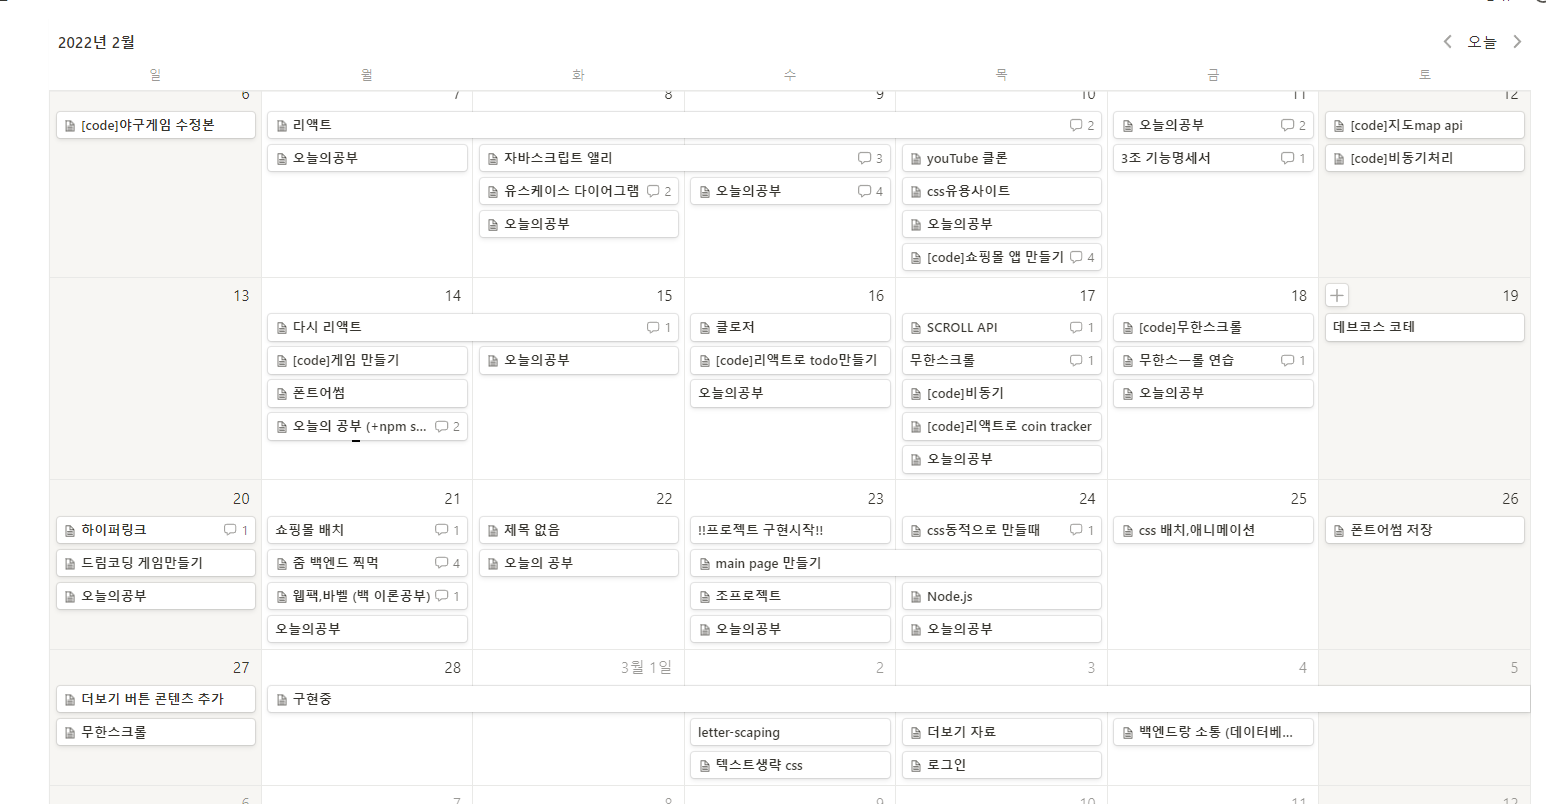 2022년 2월
오늘
일 월 화 수 목 금 토
6 7 8 9 10 11 12
[code]야구게임 수정본
리액트 2
오늘의공부 2
[code]지도map api
오늘의공부
자바스크립트 앨리 3
youTube 클론
3조 기능명세서 1
[code]비동기처리
유스케이스 다이어그램 2
오늘의공부 4
css유용사이트
오늘의공부
오늘의공부
[code]쇼핑몰 앱 만들기 4
13 14 15 16 17 18 19
다시 리액트 1
클로저
SCROLL API 1
[code]무한스크롤
데브코스 코테
[code]게임 만들기
오늘의공부
[code]리액트로 todo만들기
무한스크롤 1
무한스ㅡ롤 연습 1
폰트어썸
오늘의공부
[code]비동기
오늘의공부
오늘의 공부 (+npm s... 2
[code]리액트로 coin tracker
오늘의공부
20 21 22 23 24 25 26
하이퍼링크 1
쇼핑몰 배치 1
제목 없음
!!프로젝트 구현시작!!
css동적으로 만들때 1
css 배치,애니메이션
폰트어썸 저장
드림코딩 게임만들기
줌 백엔드 찍먹 4
오늘의 공부
main page 만들기
오늘의공부
웹팩,바벨 (백 이론공부) 1
조프로젝트
Node.js
오늘의공부
오늘의공부
오늘의공부
27 28 3월 1일 2 3 4 5
더보기 버튼 콘텐츠 추가
구현중
무한스크롤
letter-scaping
더보기 자료
백엔드랑 소통 (데이터베...
텍스트생략 css
로그인
6 7 8 9 10 11 12